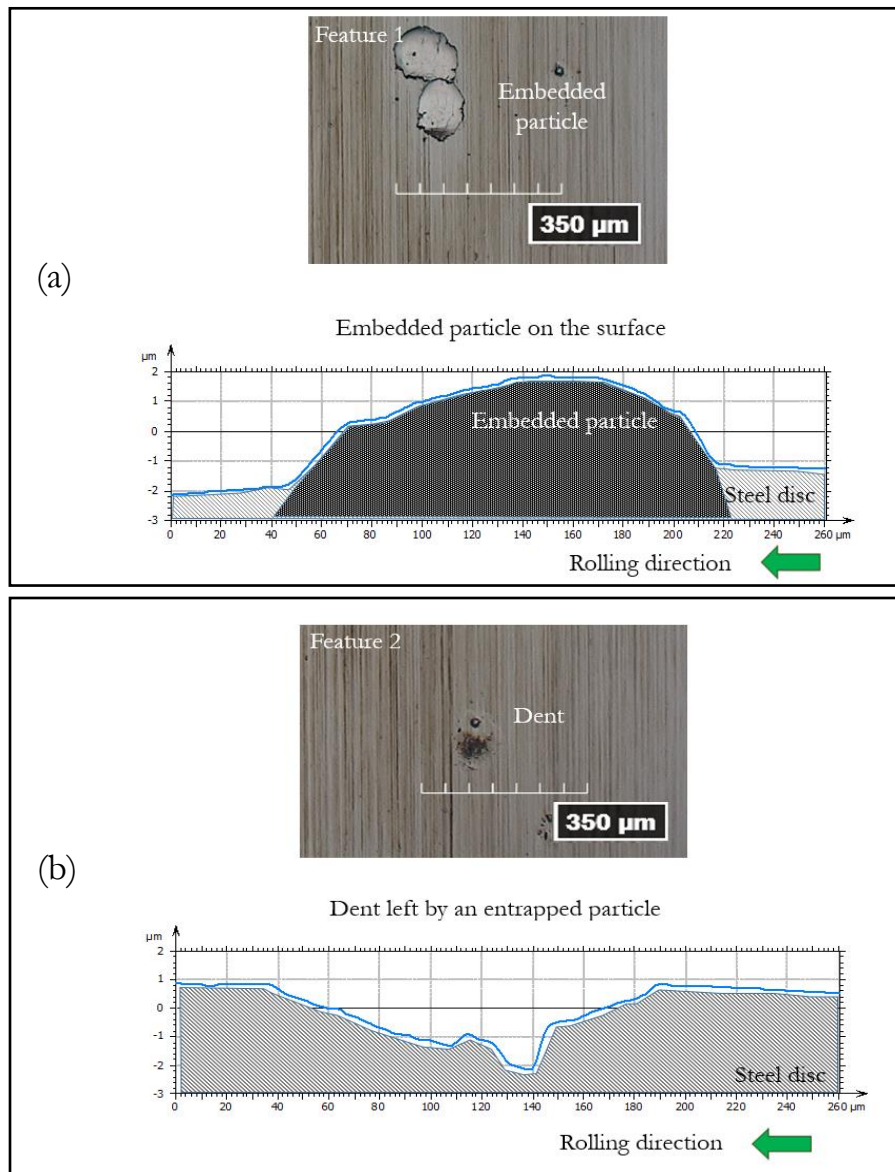 Feature 1
Embedded
particle
350 µm
(a)
Embedded particle on the surface
µm
2
1
0
-1
-2
-3
Embedded particle
Steel disc
0 20 40 60 80 100 120 140 160 180 200 220 240 260 µm
Rolling direction
Feature 2
Dent
350 µm
(b)
Dent left by an entrapped particle
µm
2
1
0
-1
-2
-3
Steel disc
0 20 40 60 80 100 120 140 160 180 200 220 240 260 µm
Rolling direction